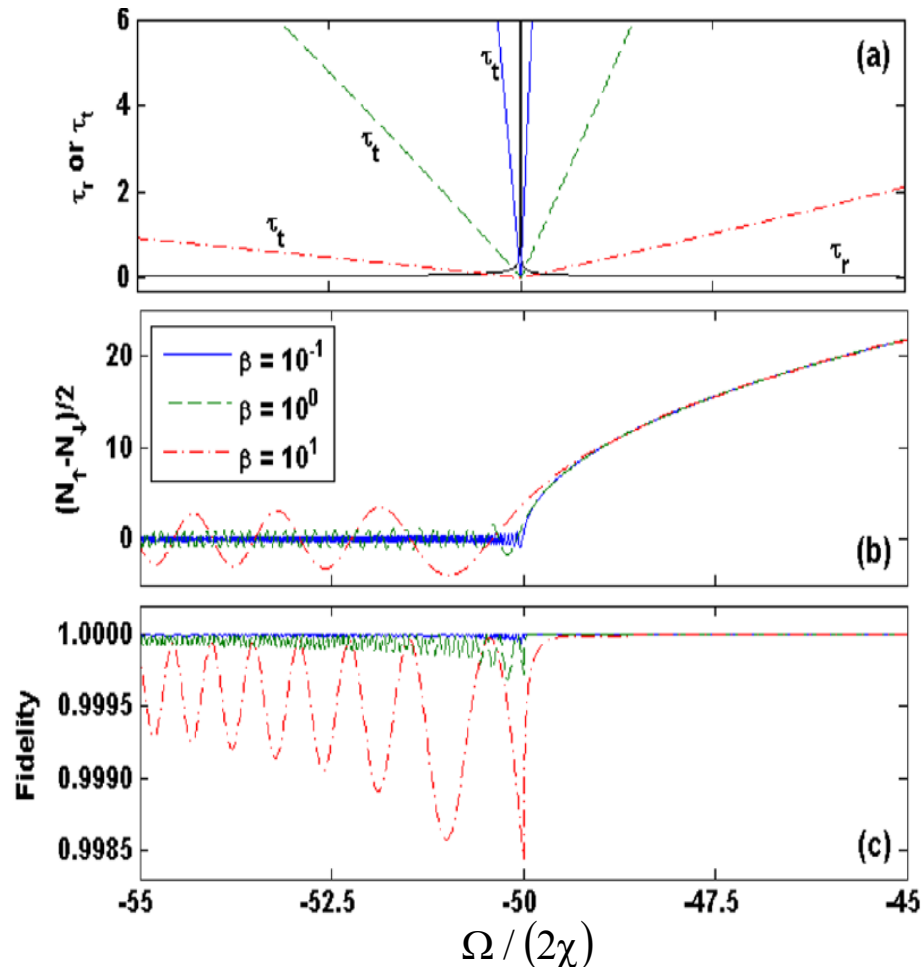 6
4
2
0
τr or τt
(a)
τt
τt
τt
τr
20
10
0
(N↑-N↓)/2
β = 10-1
β = 100
β = 101
(b)
1.0000
0.9995
0.9990
0.9985
Fidelity
(c)
-55 -52.5 -50 -47.5 -45
Ω / (2χ)